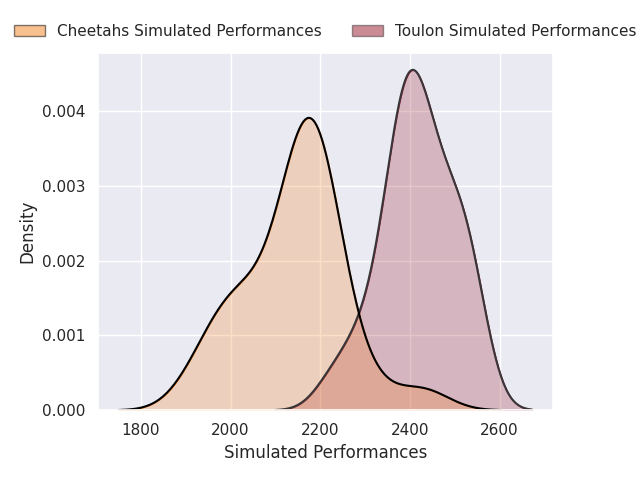 Cheetahs Simulated Performances
Toulon Simulated Performances
0.004
0.003
0.002
0.001
0.000
Density
1800
2000
2200
2400
2600
Simulated Performances